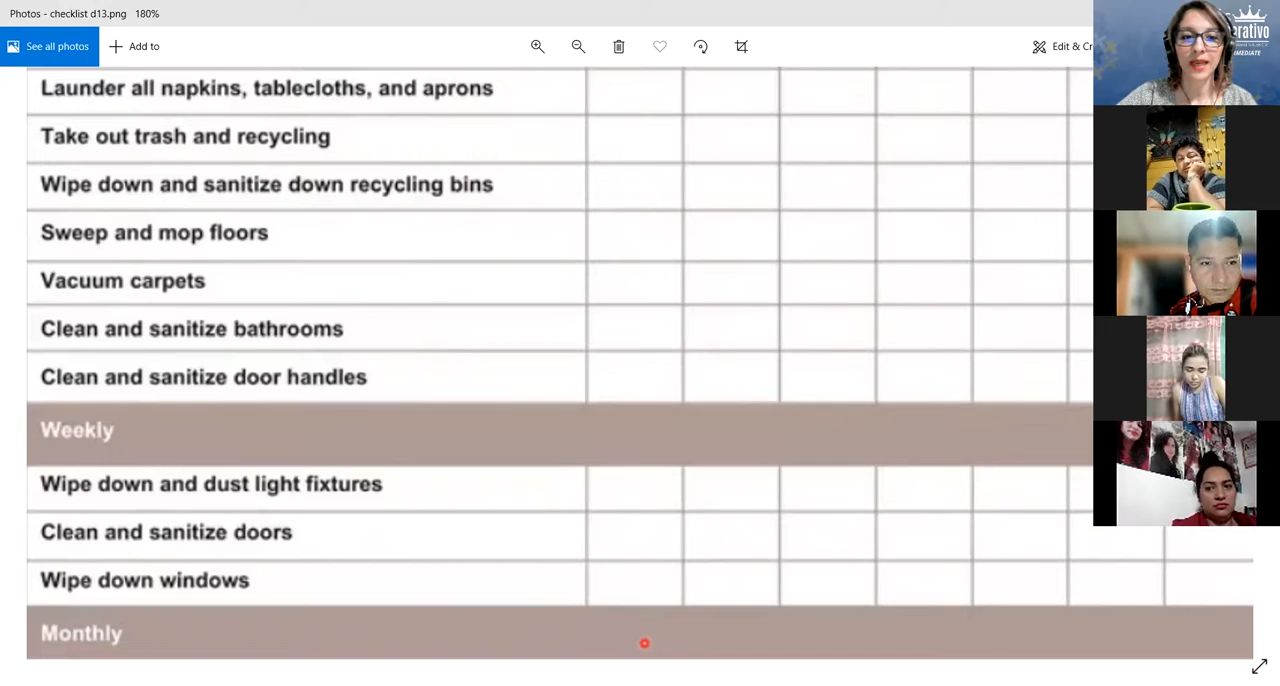 Photos - checklist d13.png 180%
See all photos
Add to
Edit & Cr
Launder all napkins, tablecloths, and aprons
Take out trash and recycling
Wipe down and sanitize down recycling bins
Sweep and mop floors
Vacuum carpets
Clean and sanitize bathrooms
Clean and sanitize door handles
Weekly
Wipe down and dust light fixtures
Clean and sanitize doors
Wipe down windows
Monthly
arativo
MEDIATE